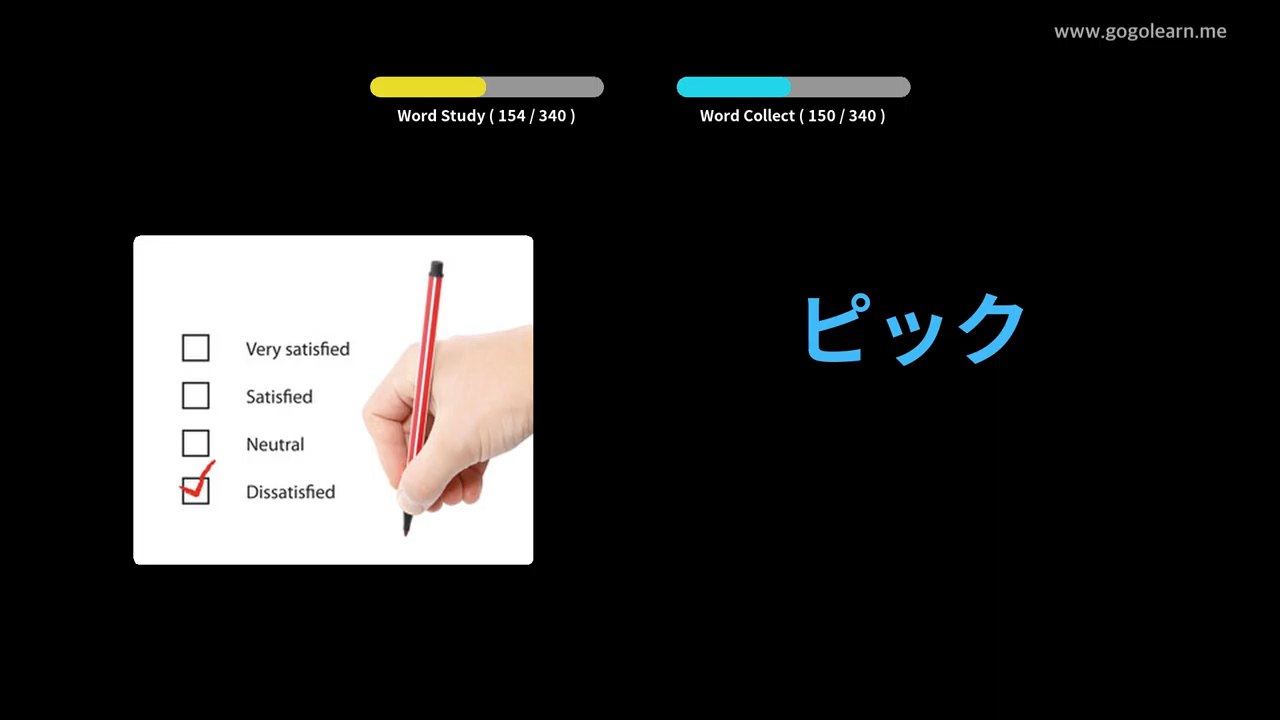 www.gogolearn.me
Word Study ( 154 / 340 )
Word Collect ( 150 / 340 )
Very satisfied
Satisfied
Neutral
Dissatisfied
ピック